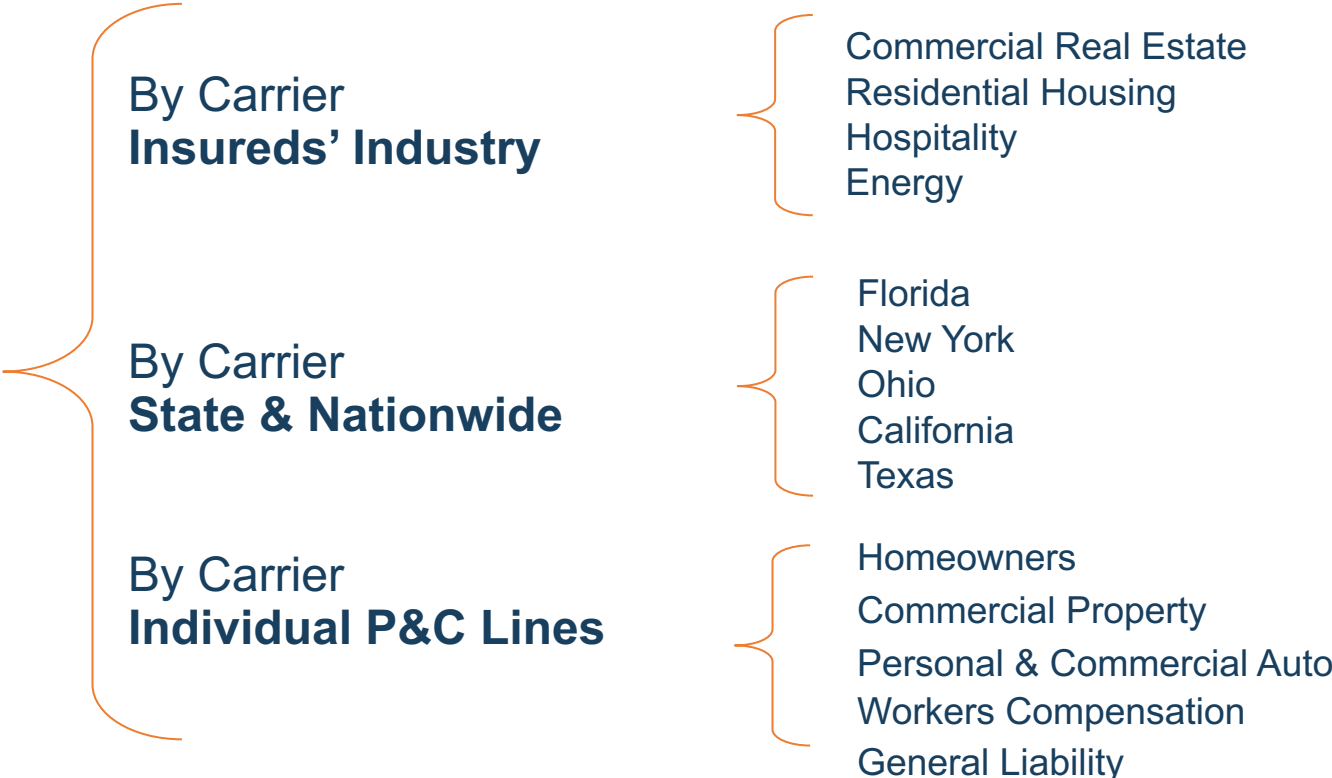 By Carrier
Insureds’ Industry
Commercial Real Estate
Residential Housing
Hospitality
Energy
By Carrier
State & Nationwide
Florida
New York
Ohio
California
Texas
By Carrier
Individual P&C Lines
Homeowners
Commercial Property
Personal & Commercial Auto
Workers Compensation
General Liability